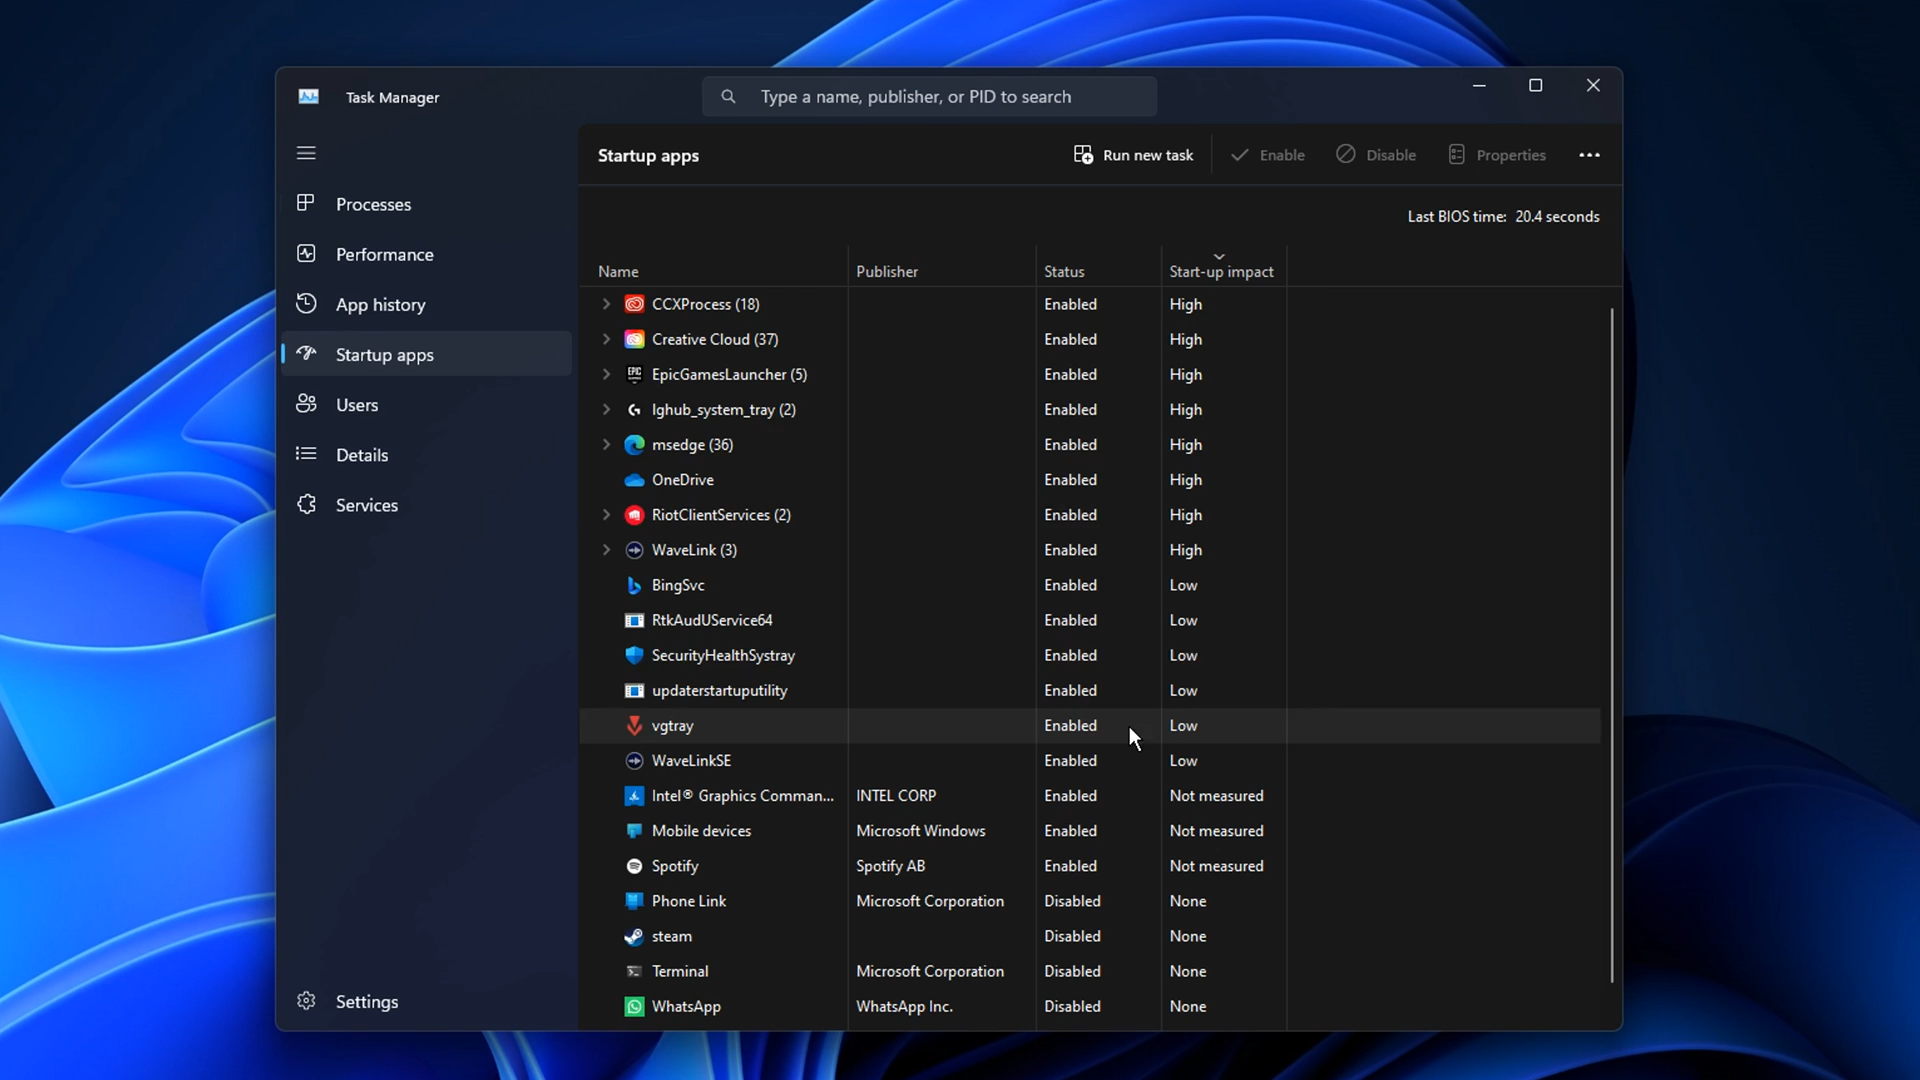 Task Manager
Type a name, publisher, or PID to search
Startup apps
Run new task
Enable
Disable
Properties
Processes
Performance
App history
Startup apps
Users
Details
Services
Settings
Last BIOS time: 20.4 seconds
Name Publisher Status Start-up impact
CCXProcess (18) Enabled High
Creative Cloud (37) Enabled High
EpicGamesLauncher (5) Enabled High
lghub_system_tray (2) Enabled High
msedge (36) Enabled High
OneDrive Enabled High
RiotClientServices (2) Enabled High
WaveLink (3) Enabled High
BingSvc Enabled Low
RtkAudUService64 Enabled Low
SecurityHealthSystray Enabled Low
updaterstartuputility Enabled Low
vgtray Enabled Low
WaveLinkSE Enabled Low
Intel® Graphics Comman... INTEL CORP Enabled Not measured
Mobile devices Microsoft Windows Enabled Not measured
Spotify Spotify AB Enabled Not measured
Phone Link Microsoft Corporation Disabled None
steam Disabled None
Terminal Microsoft Corporation Disabled None
WhatsApp WhatsApp Inc. Disabled None